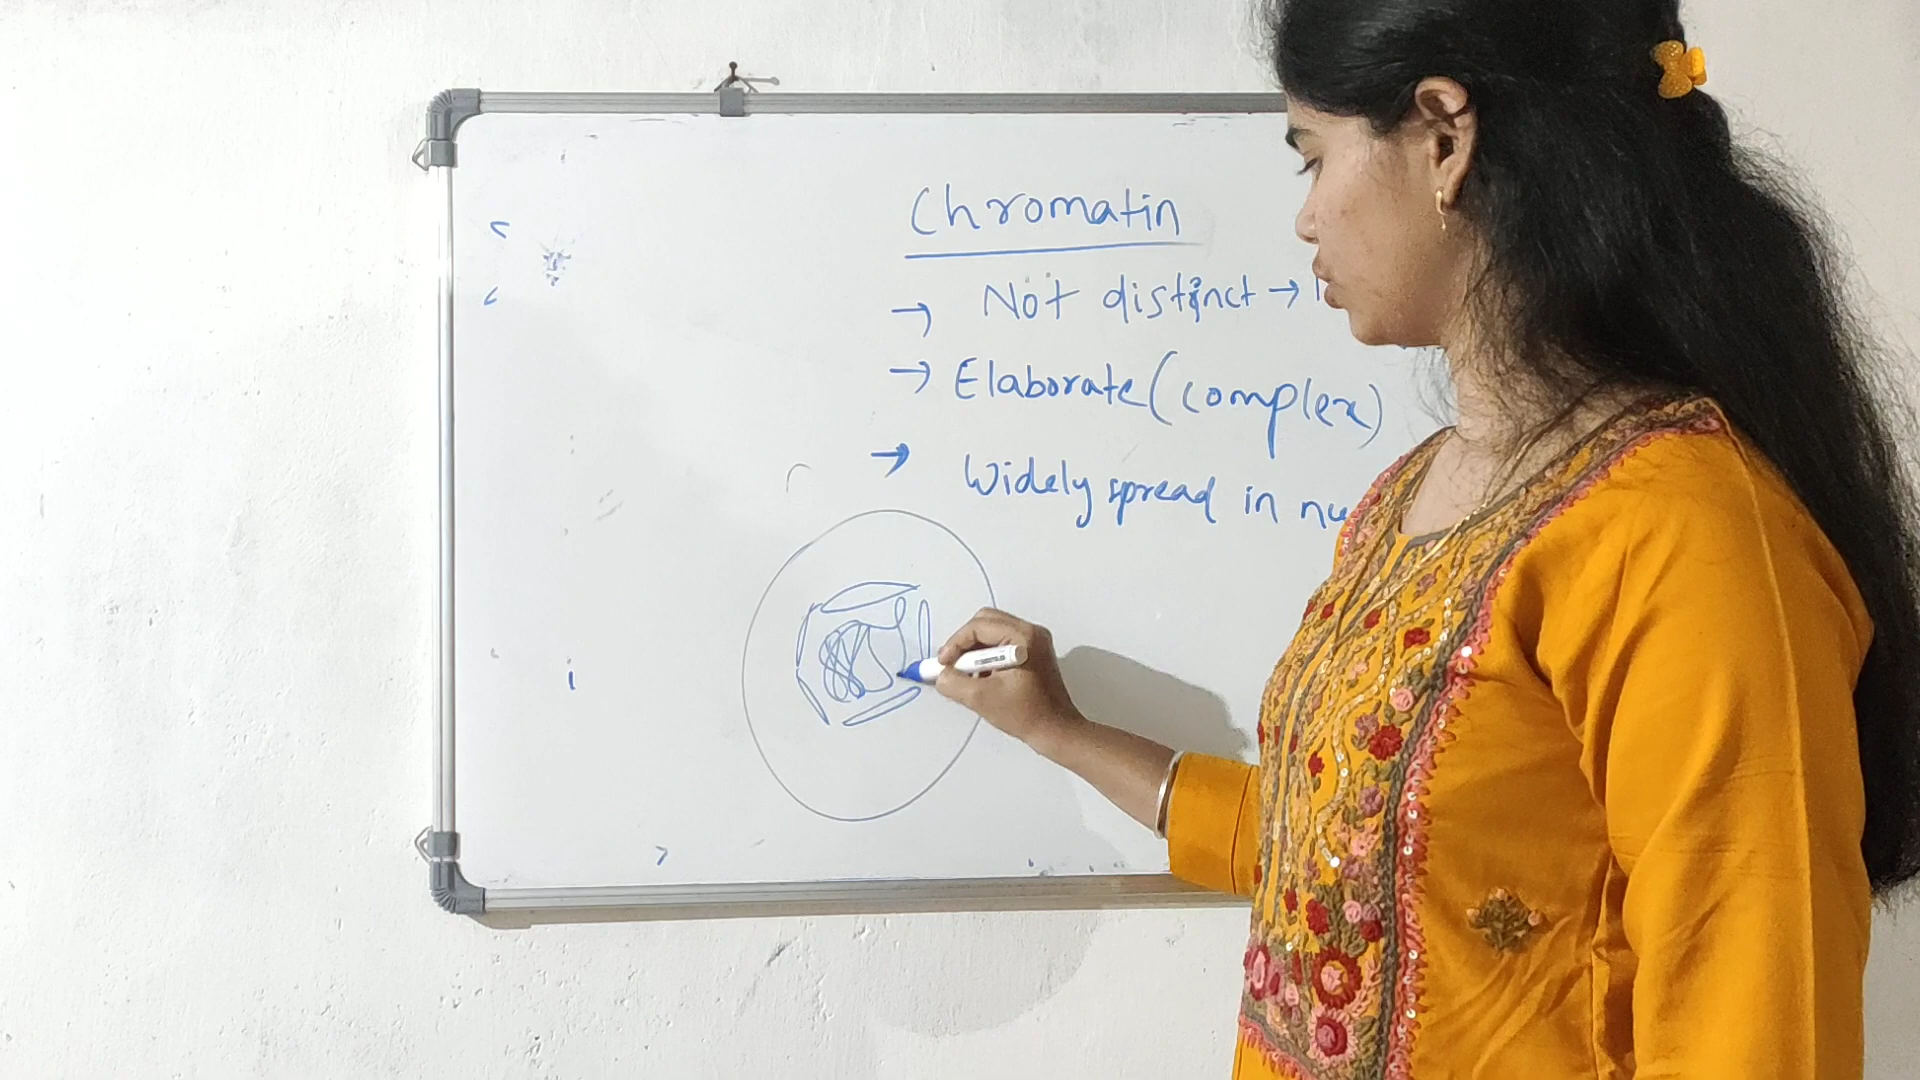 Chromatin
→ Not distinct →
→ Elaborate (complex)
→ Widely spread in